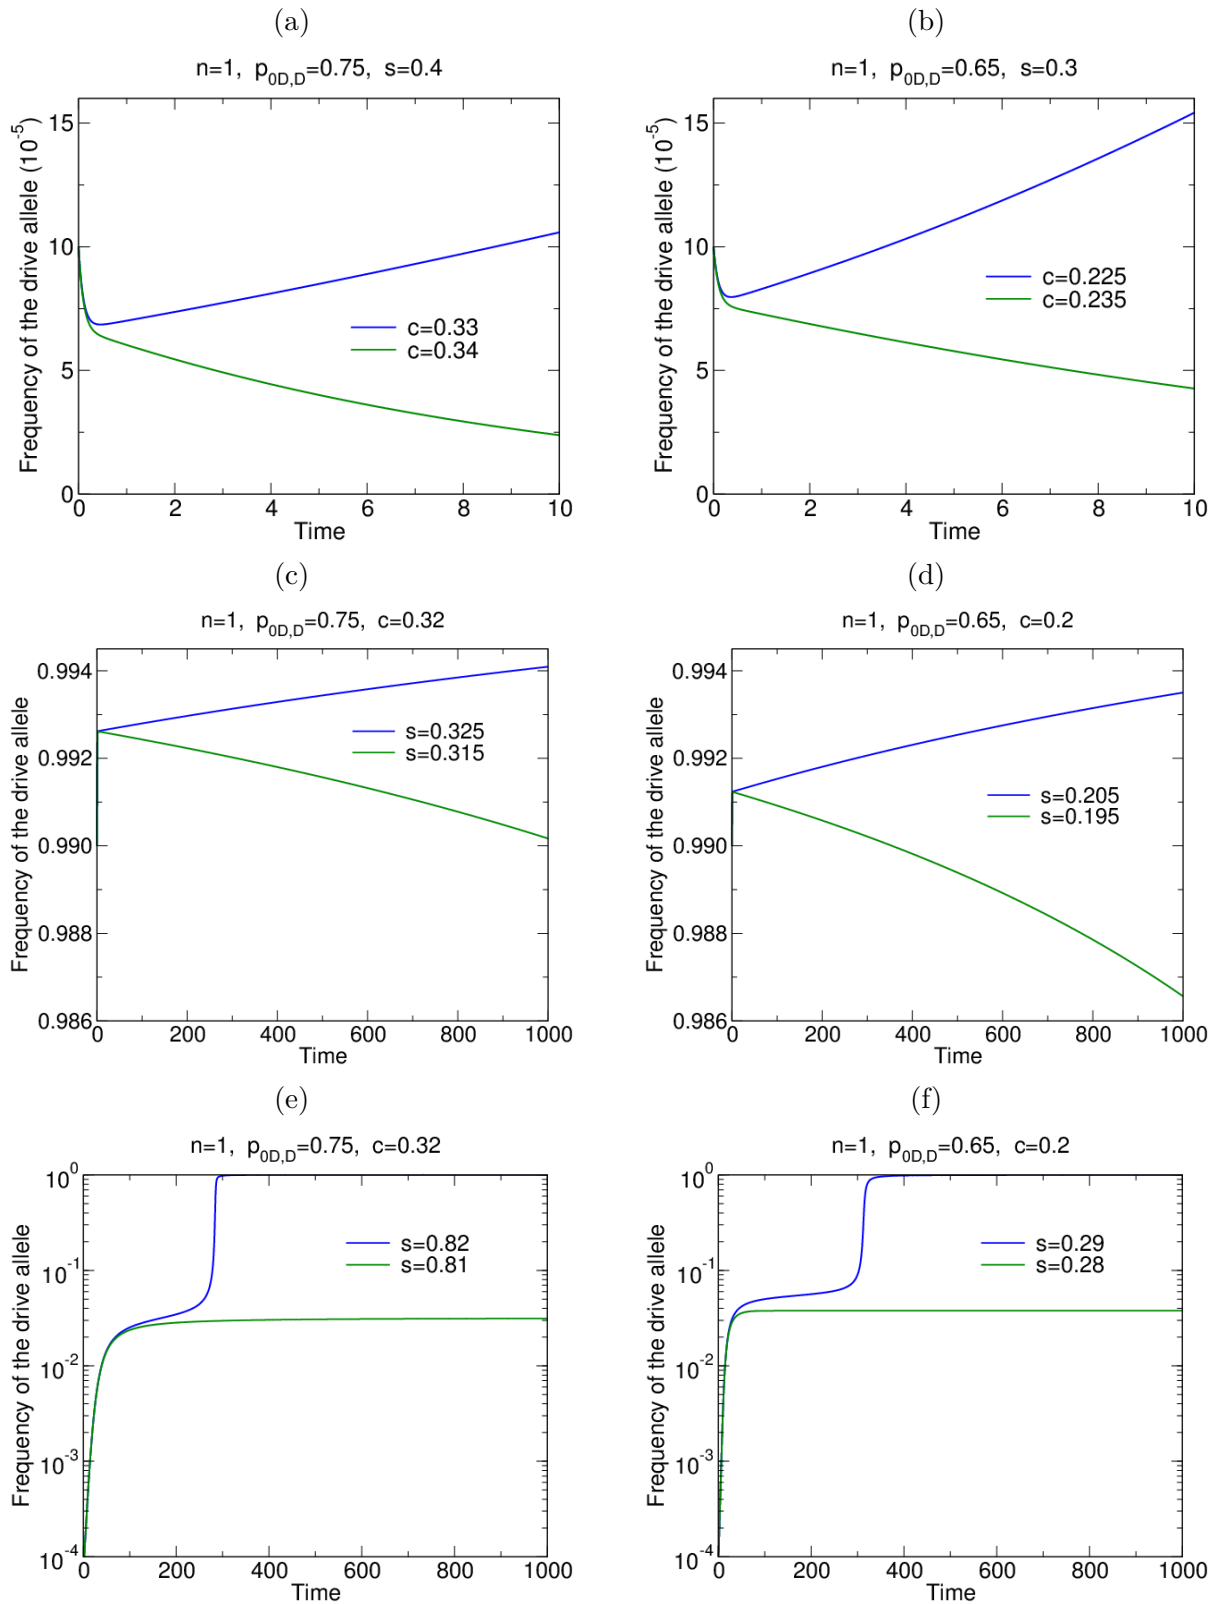 (a)
n=1, p0D,D=0.75, s=0.4
Frequency of the drive allele (10-5)
15
10
5
0
c=0.33
c=0.34
0 2 4 6 8 10
Time
(b)
n=1, p0D,D=0.65, s=0.3
Frequency of the drive allele (10-5)
15
10
5
0
c=0.225
c=0.235
0 2 4 6 8 10
Time
(c)
n=1, p0D,D=0.75, c=0.32
Frequency of the drive allele
0.994
0.992
0.990
0.988
0.986
s=0.325
s=0.315
0 200 400 600 800 1000
Time
(d)
n=1, p0D,D=0.65, c=0.2
Frequency of the drive allele
0.994
0.992
0.990
0.988
0.986
s=0.205
s=0.195
0 200 400 600 800 1000
Time
(e)
n=1, p0D,D=0.75, c=0.32
Frequency of the drive allele
100
10-1
10-2
10-3
10-4
s=0.82
s=0.81
0 200 400 600 800 1000
Time
(f)
n=1, p0D,D=0.65, c=0.2
Frequency of the drive allele
100
10-1
10-2
10-3
10-4
s=0.29
s=0.28
0 200 400 600 800 1000
Time